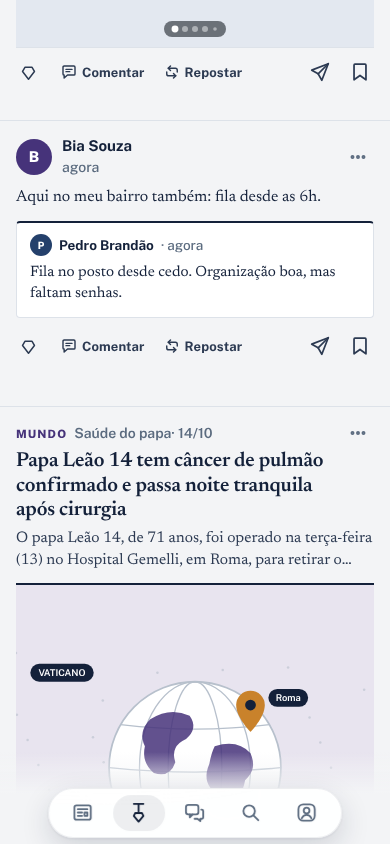 Comentar
Repostar
B
Bia Souza
agora
Aqui no meu bairro também: fila desde as 6h.
P
Pedro Brandão · agora
Fila no posto desde cedo. Organização boa, mas
faltam senhas.
Comentar
Repostar
MUNDO Saúde do papa· 14/10
Papa Leão 14 tem câncer de pulmão
confirmado e passa noite tranquila
após cirurgia
O papa Leão 14, de 71 anos, foi operado na terça-feira
(13) no Hospital Gemelli, em Roma, para retirar o...
VATICANO
Roma